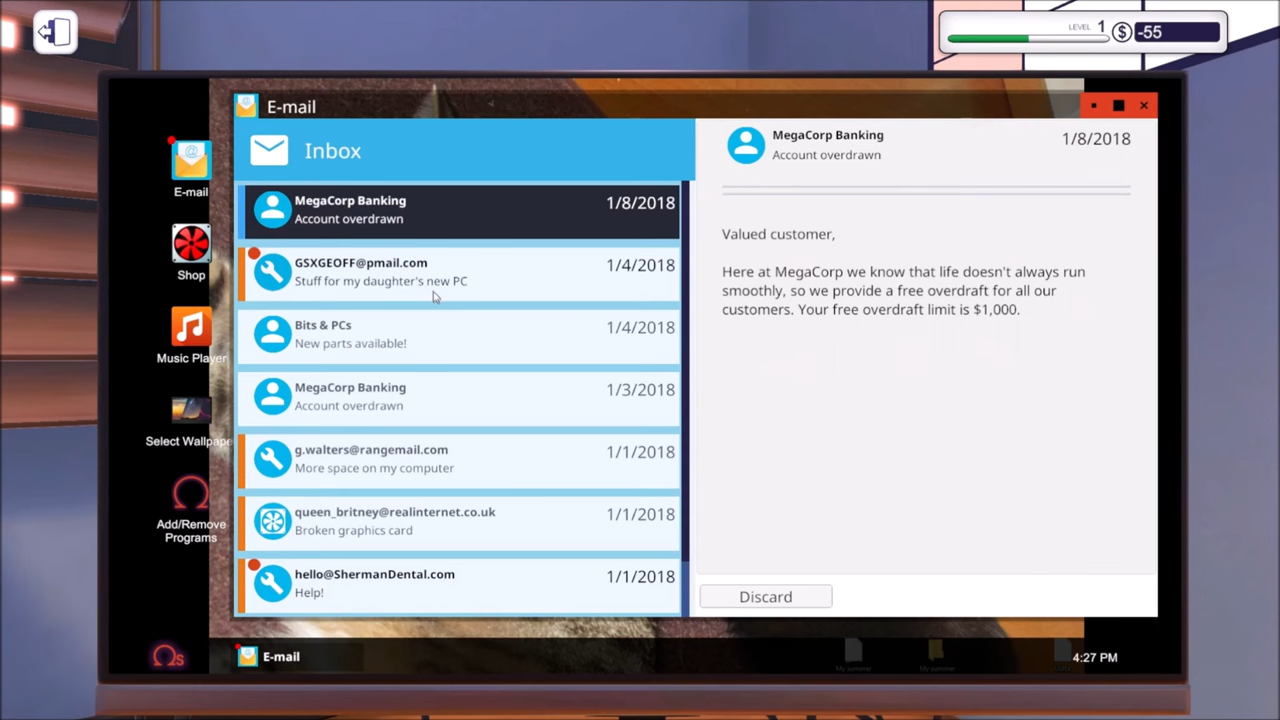 LEVEL 1 $ -55
E-mail
Inbox
MegaCorp Banking
Account overdrawn
1/8/2018
GSXGEOFF@pmail.com
Stuff for my daughter's new PC
1/4/2018
Bits & PCs
New parts available!
1/4/2018
MegaCorp Banking
Account overdrawn
1/3/2018
g.walters@rangemail.com
More space on my computer
1/1/2018
queen_britney@realinternet.co.uk
Broken graphics card
1/1/2018
hello@ShermanDental.com
Help!
1/1/2018
MegaCorp Banking
Account overdrawn
1/8/2018
Valued customer,
Here at MegaCorp we know that life doesn't always run
smoothly, so we provide a free overdraft for all our
customers. Your free overdraft limit is $1,000.
Discard
E-mail
Shop
Music Player
Select Wallpape
Add/Remove
Programs
Ωs
E-mail
4:27 PM